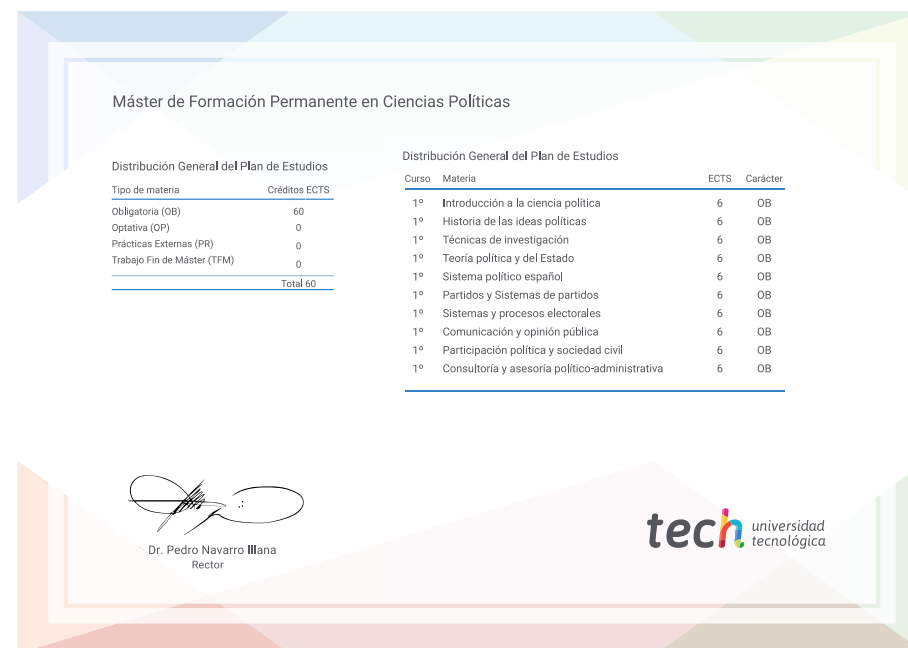 Máster de Formación Permanente en Ciencias Políticas
Distribución General del Plan de Estudios
Tipo de materia Créditos ECTS
Obligatoria (OB) 60
Optativa (OP) 0
Prácticas Externas (PR) 0
Trabajo Fin de Máster (TFM) 0
Total 60
Distribución General del Plan de Estudios
Curso Materia ECTS Carácter
1º Introducción a la ciencia política 6 OB
1º Historia de las ideas políticas 6 OB
1º Técnicas de investigación 6 OB
1º Teoría política y del Estado 6 OB
1º Sistema político español 6 OB
1º Partidos y Sistemas de partidos 6 OB
1º Sistemas y procesos electorales 6 OB
1º Comunicación y opinión pública 6 OB
1º Participación política y sociedad civil 6 OB
1º Consultoría y asesoría político-administrativa 6 OB
Dr. Pedro Navarro Illana
Rector
tech universidad
tecnológica